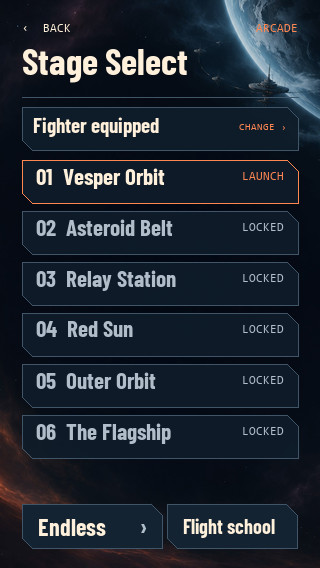 ‹ BACK
ARCADE
Stage Select
Fighter equipped
CHANGE ›
01 Vesper Orbit
LAUNCH
02 Asteroid Belt
LOCKED
03 Relay Station
LOCKED
04 Red Sun
LOCKED
05 Outer Orbit
LOCKED
06 The Flagship
LOCKED
Endless ›
Flight school